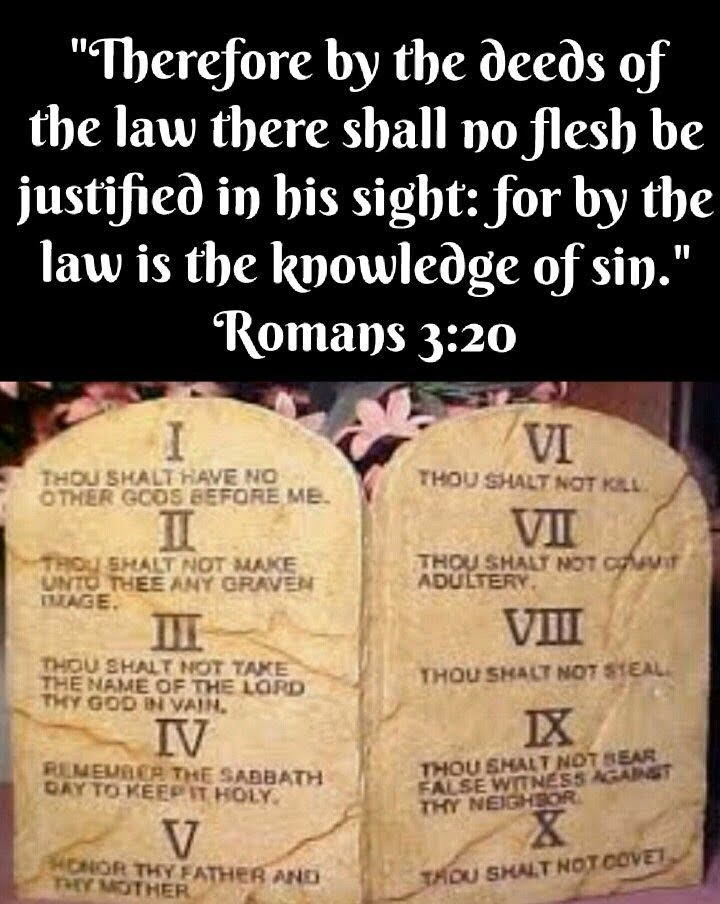 "Therefore by the deeds of
the law there shall no flesh be
justified in his sight: for by the
law is the knowledge of sin."
Romans 3:20
I
THOU SHALT HAVE NO
OTHER GODS BEFORE ME.
II
THOU SHALT NOT MAKE
UNTO THEE ANY GRAVEN
IMAGE.
III
THOU SHALT NOT TAKE
THE NAME OF THE LORD
THY GOD IN VAIN.
IV
REMEMBER THE SABBATH
DAY TO KEEP IT HOLY.
V
HONOR THY FATHER AND
THY MOTHER
VI
THOU SHALT NOT KILL.
VII
THOU SHALT NOT COMMIT
ADULTERY.
VIII
THOU SHALT NOT STEAL.
IX
THOU SHALT NOT BEAR
FALSE WITNESS AGAINST
THY NEIGHBOR.
X
THOU SHALT NOT COVET.